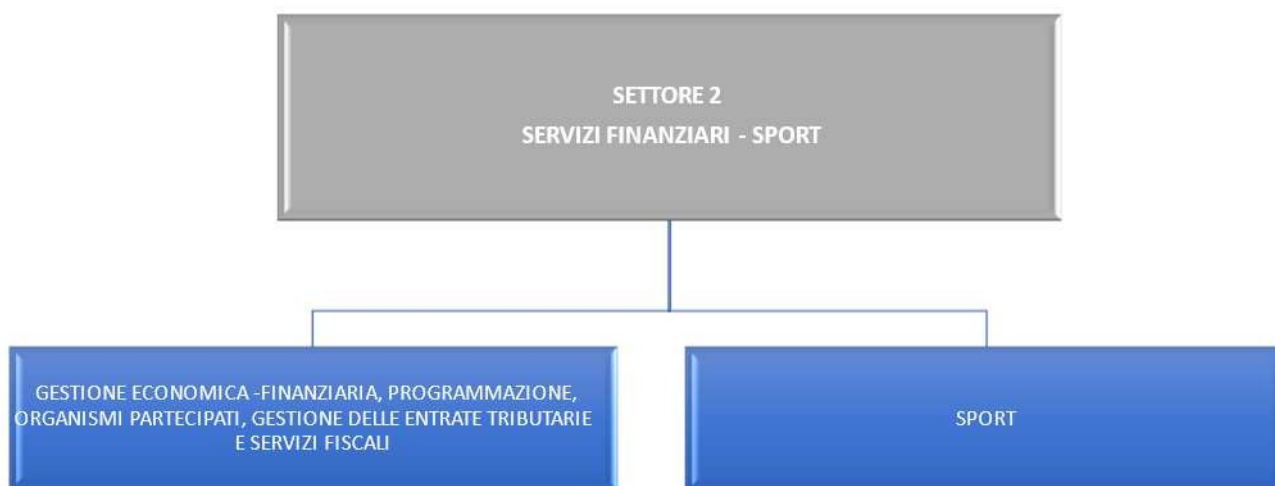 SETTORE 2
SERVIZI FINANZIARI - SPORT
GESTIONE ECONOMICA -FINANZIARIA, PROGRAMMAZIONE,
ORGANISMI PARTECIPATI, GESTIONE DELLE ENTRATE TRIBUTARIE
E SERVIZI FISCALI
SPORT